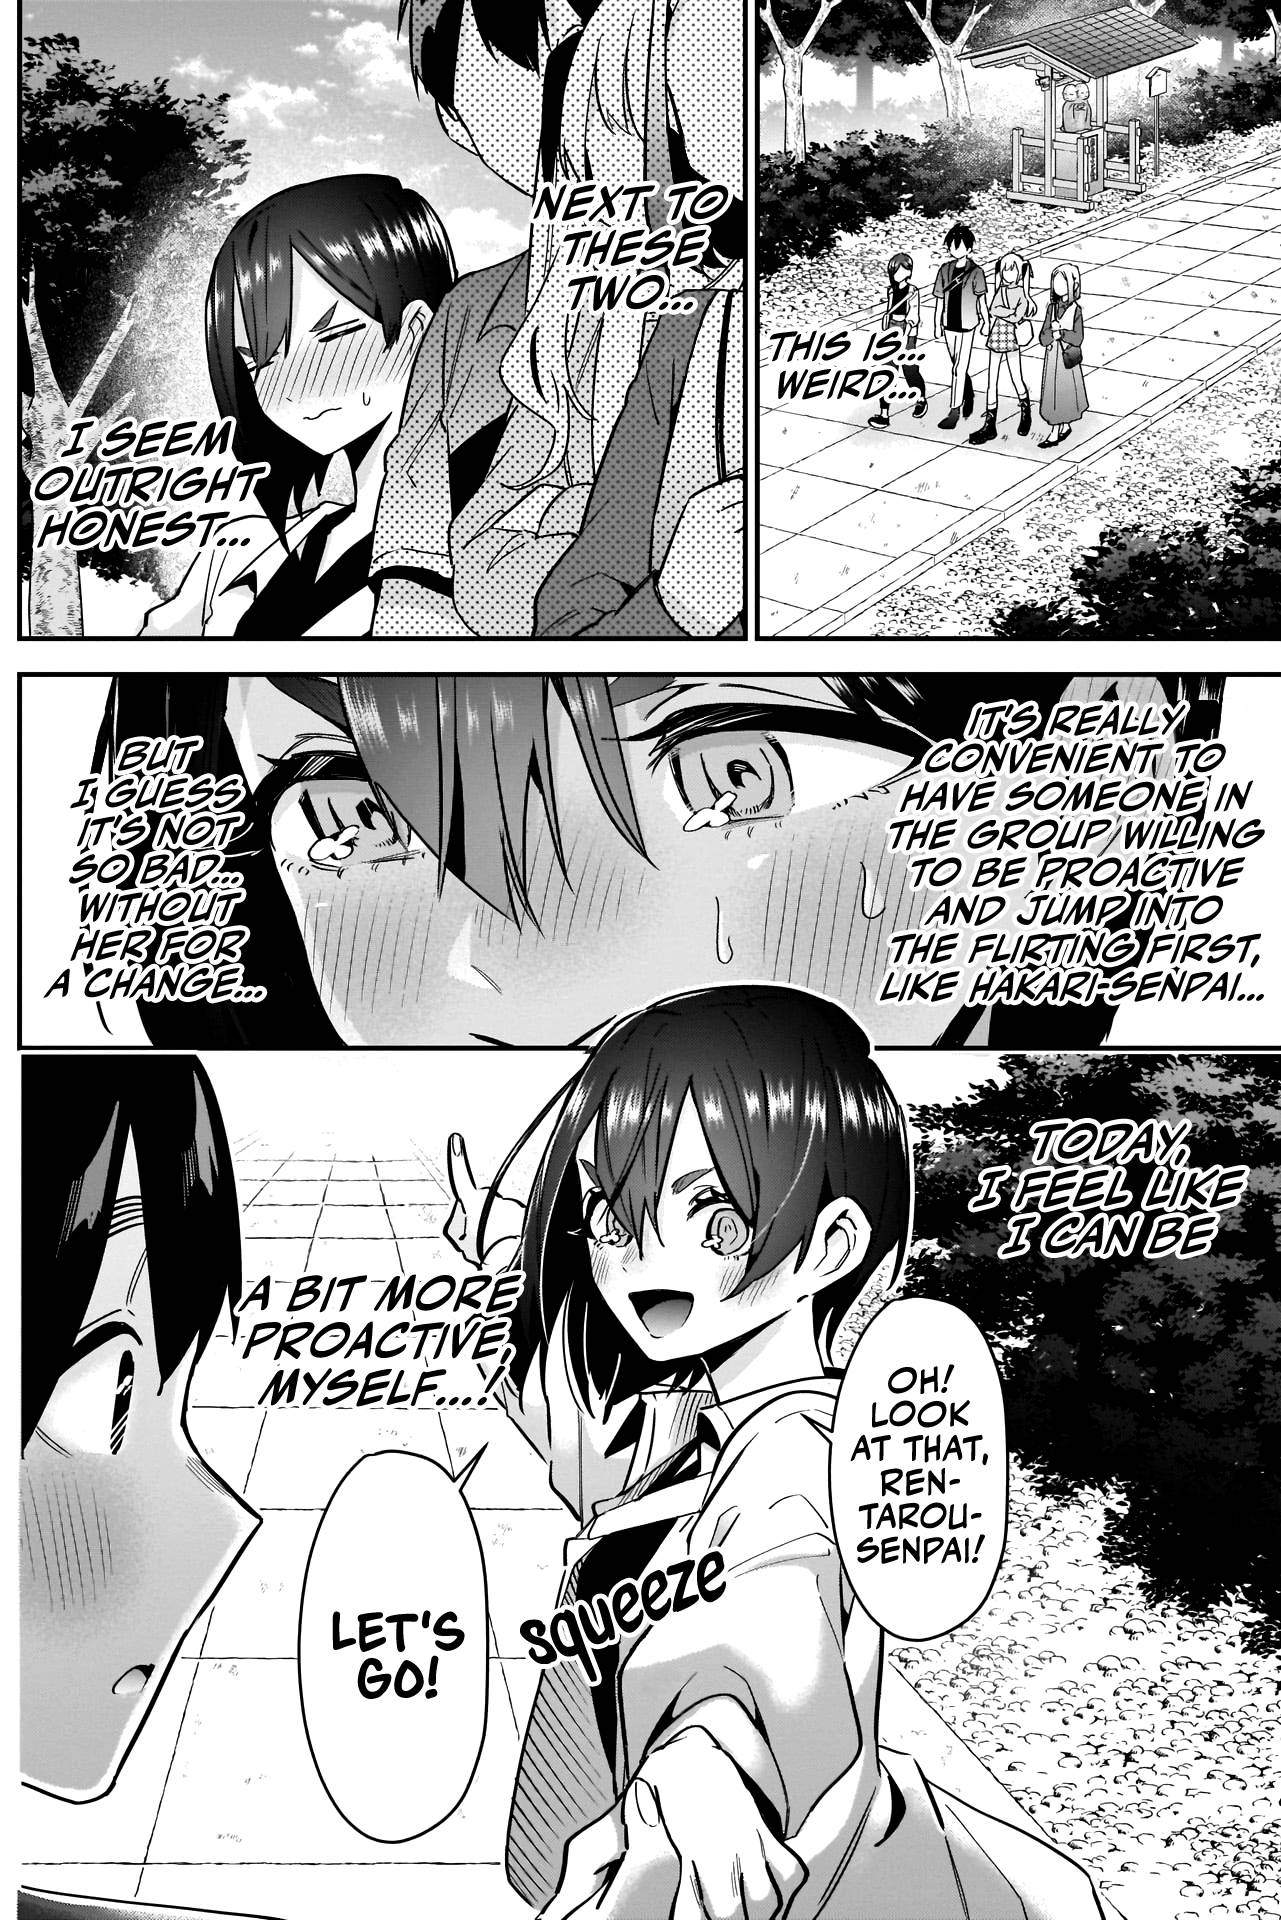 THIS IS...
WEIRD...
NEXT TO
THESE
TWO...
I SEEM
OUTRIGHT
HONEST...
IT'S REALLY
CONVENIENT TO
HAVE SOMEONE IN
THE GROUP WILLING
TO BE PROACTIVE
AND JUMP INTO
THE FLIRTING FIRST,
LIKE HAKARI-SENPAI...
BUT
I GUESS
IT'S NOT
SO BAD...
WITHOUT
HER FOR
A CHANGE...
TODAY,
I FEEL LIKE
I CAN BE
A BIT MORE
PROACTIVE,
MYSELF...!
OH!
LOOK
AT THAT,
REN-
TAROU-
SENPAI!
squeeze
LET'S
GO!